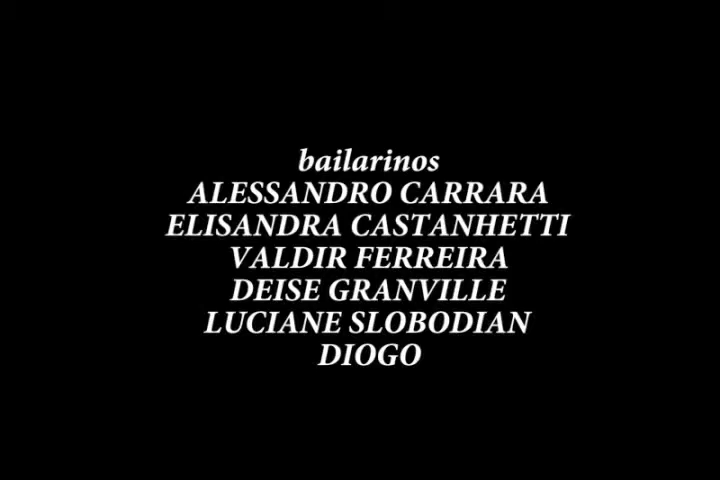 bailarinos
ALESSANDRO CARRARA
ELISANDRA CASTANHETTI
VALDIR FERREIRA
DEISE GRANVILLE
LUCIANE SLOBODIAN
DIOGO